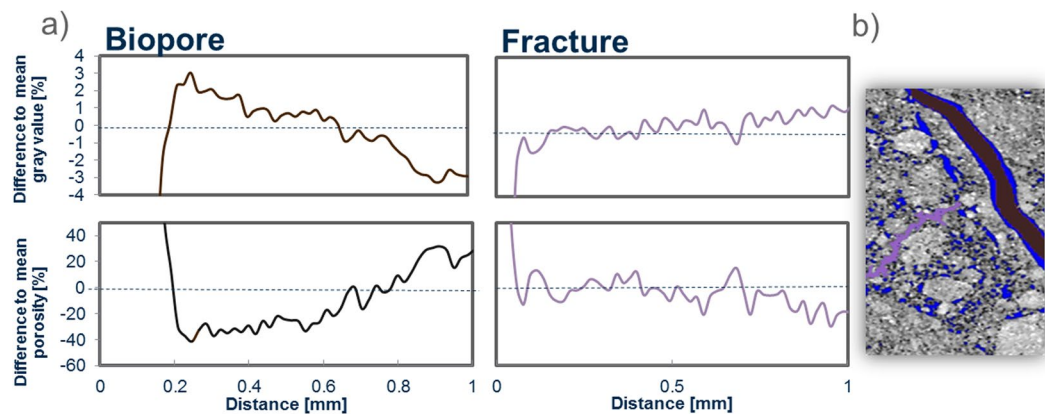 a)
Biopore
Fracture
b)
Difference to mean
gray value [%]
4
3
2
1
0
-1
-2
-3
-4
Difference to mean
porosity [%]
40
20
0
-20
-40
-60
0
0.2
0.4
0.6
0.8
1
Distance [mm]
0
0.5
1
Distance [mm]